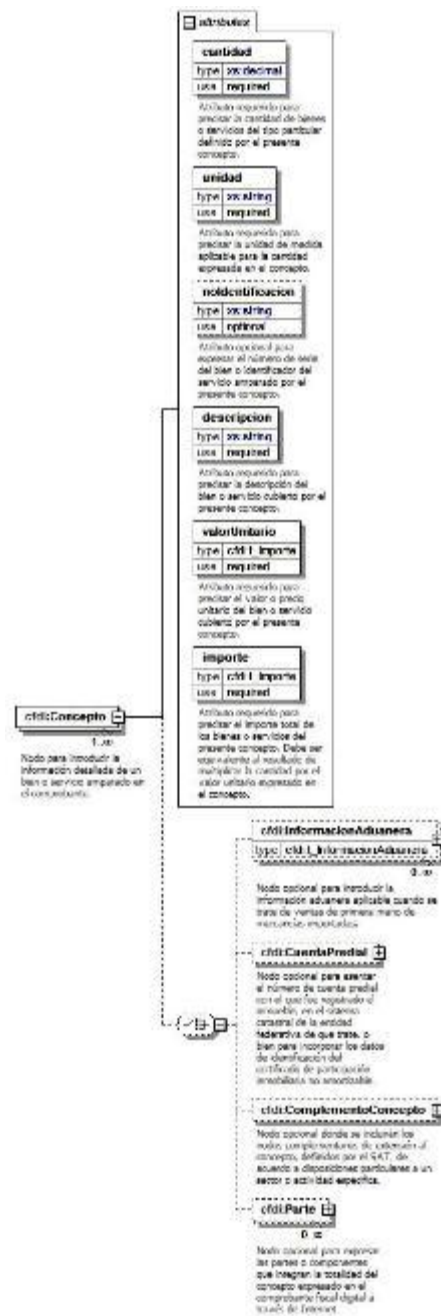 attributes
cantidad
type xs:decimal
use required
Atributo requerido para
precisar la cantidad de bienes
o servicios del tipo particular
definido por el presente
concepto.
unidad
type xs:string
use required
Atributo requerido para
precisar la unidad de medida
aplicable para la cantidad
expresada en el concepto.
noIdentificacion
type xs:string
use optional
Atributo opcional para
expresar el número de serie
del bien o identificador del
servicio amparado por el
presente concepto.
descripcion
type xs:string
use required
Atributo requerido para
precisar la descripción del
bien o servicio cubierto por el
presente concepto.
valorUnitario
type cfdi:t_Importe
use required
Atributo requerido para
precisar el valor o precio
unitario del bien o servicio
cubierto por el presente
concepto.
importe
type cfdi:t_Importe
use required
Atributo requerido para
precisar el importe total de
los bienes o servicios del
presente concepto. Debe ser
equivalente al resultado de
multiplicar la cantidad por el
valor unitario expresado en
el concepto.
cfdi:Concepto
1..∞
Nodo para introducir la
información detallada de un
bien o servicio amparado en
el comprobante.
cfdi:InformacionAduanera
type cfdi:t_InformacionAduanera
0..∞
Nodo opcional para introducir la
información aduanera aplicable cuando se
trate de ventas de primera mano de
mercancías importadas.
cfdi:CuentaPredial
Nodo opcional para asentar
el número de cuenta predial
con el que fue registrado el
inmueble, en el sistema
catastral de la entidad
federativa de que trate, o
bien para incorporar los datos
de identificación del
certificado de participación
inmobiliaria no amortizable.
cfdi:ComplementoConcepto
Nodo opcional donde se incluirán los
nodos complementarios de extensión al
concepto, definidos por el SAT, de
acuerdo a disposiciones particulares a un
sector o actividad especifica.
cfdi:Parte
0..∞
Nodo opcional para expresar
las partes o componentes
que integran la totalidad del
concepto expresado en el
comprobante fiscal digital a
través de Internet